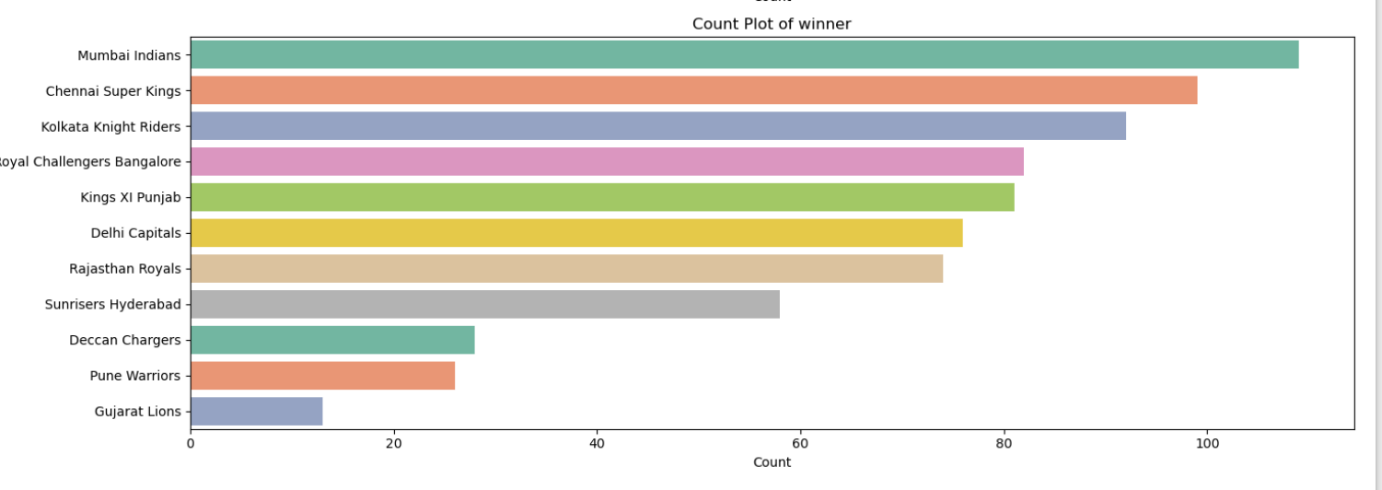 Count Plot of winner
Mumbai Indians
Chennai Super Kings
Kolkata Knight Riders
oyal Challengers Bangalore
Kings XI Punjab
Delhi Capitals
Rajasthan Royals
Sunrisers Hyderabad
Deccan Chargers
Pune Warriors
Gujarat Lions
0 20 40 60 80 100
Count